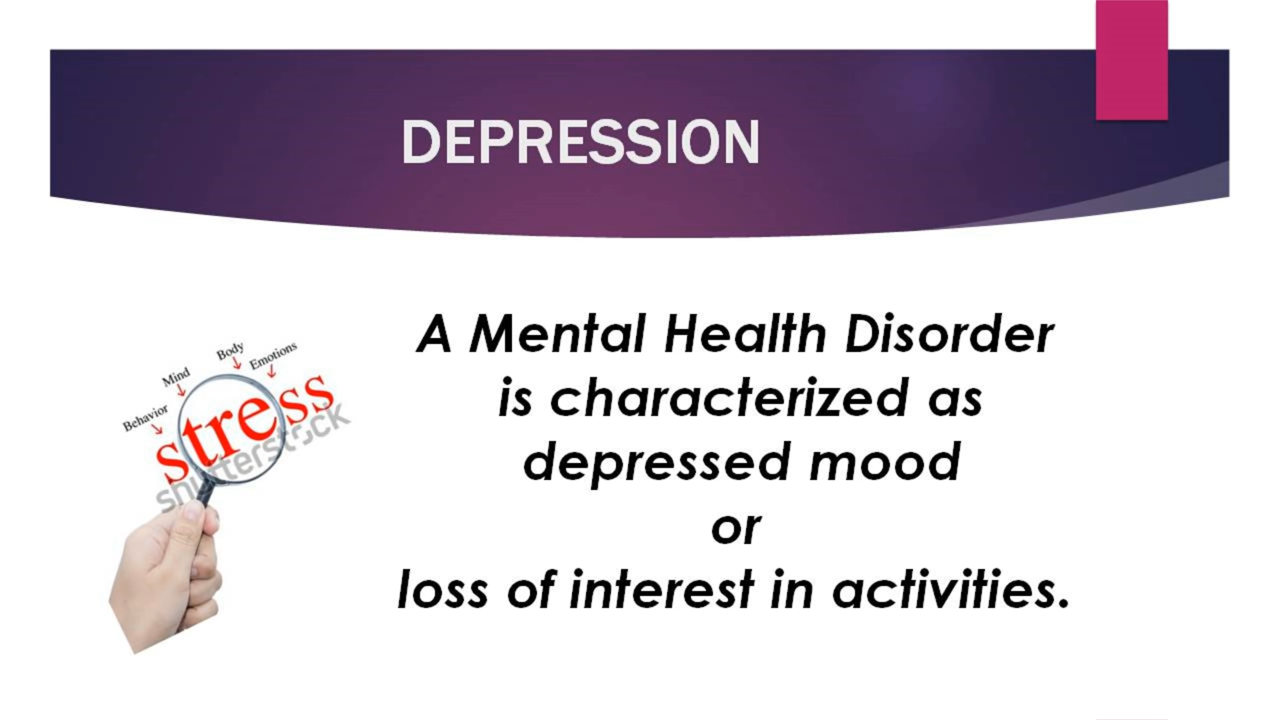 DEPRESSION
A Mental Health Disorder
is characterized as
depressed mood
or
loss of interest in activities.
Body
Emotions
Mind
Behavior
stress
shutterstock